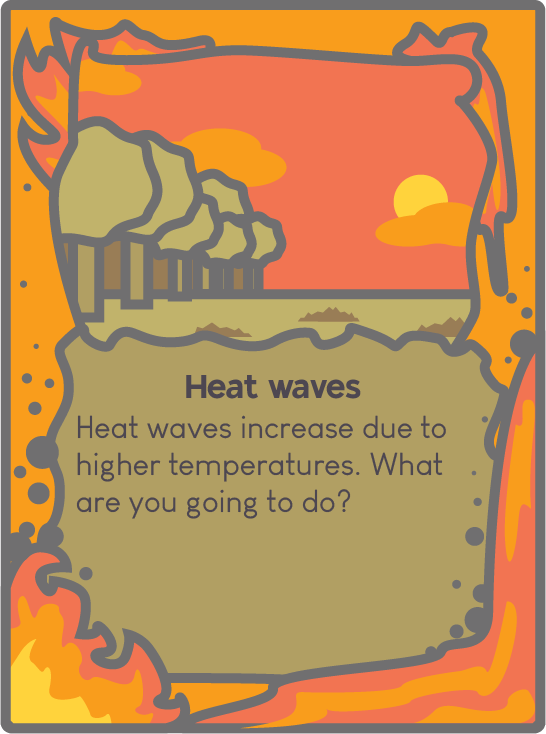 Heat waves
Heat waves increase due to
higher temperatures. What
are you going to do?